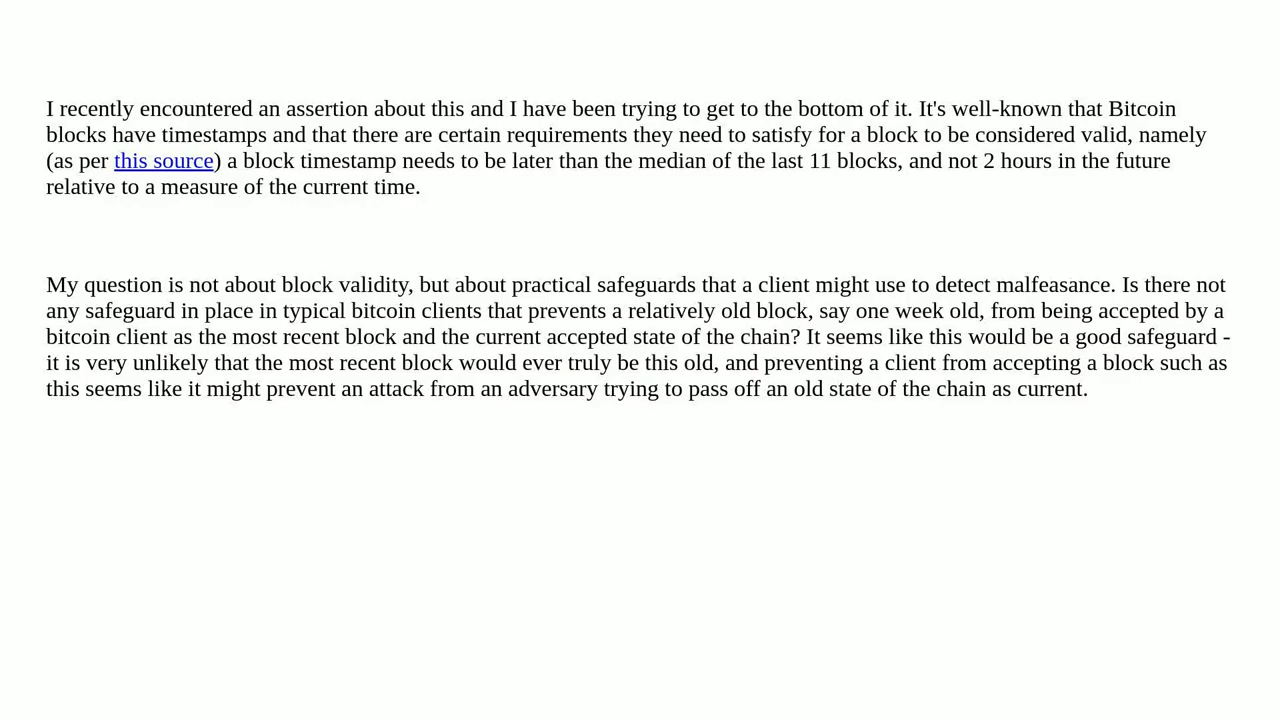 I recently encountered an assertion about this and I have been trying to get to the bottom of it. It's well-known that Bitcoin
blocks have timestamps and that there are certain requirements they need to satisfy for a block to be considered valid, namely
(as per this source) a block timestamp needs to be later than the median of the last 11 blocks, and not 2 hours in the future
relative to a measure of the current time.
My question is not about block validity, but about practical safeguards that a client might use to detect malfeasance. Is there not
any safeguard in place in typical bitcoin clients that prevents a relatively old block, say one week old, from being accepted by a
bitcoin client as the most recent block and the current accepted state of the chain? It seems like this would be a good safeguard -
it is very unlikely that the most recent block would ever truly be this old, and preventing a client from accepting a block such as
this seems like it might prevent an attack from an adversary trying to pass off an old state of the chain as current.